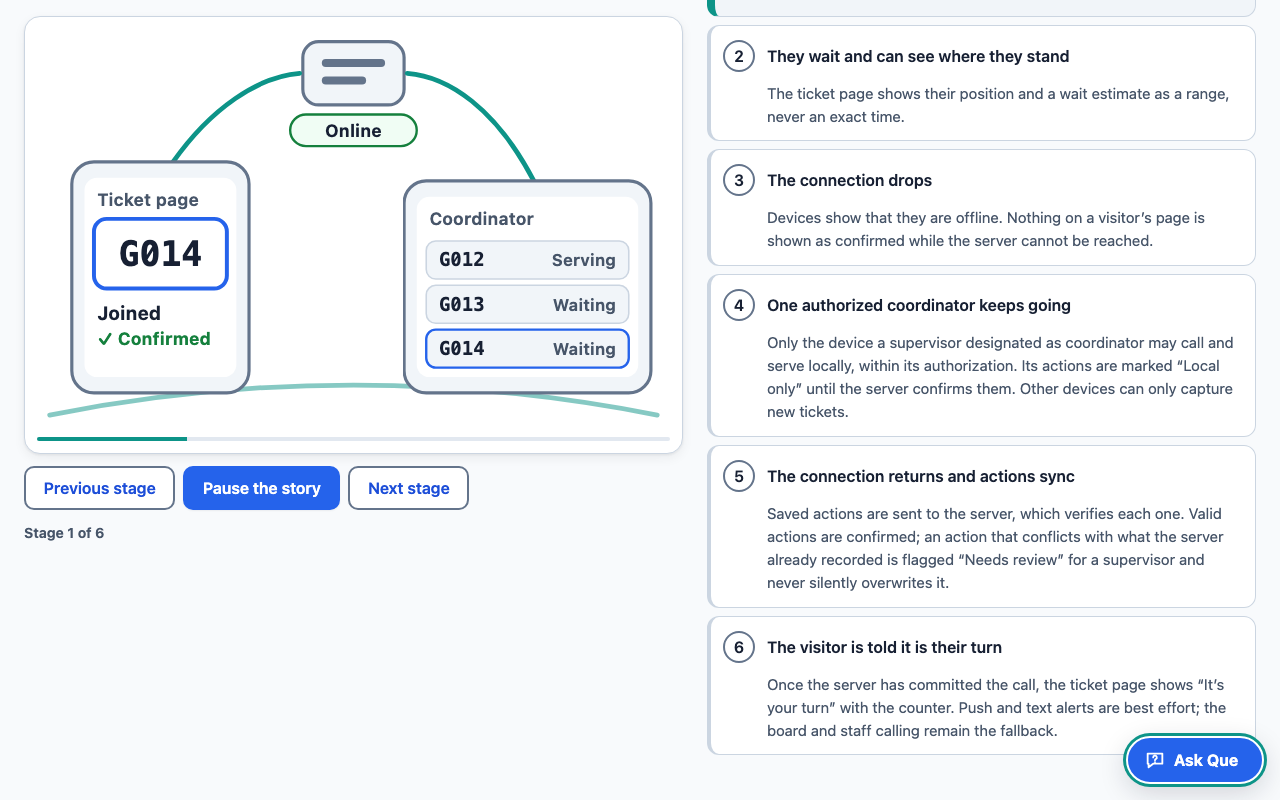 Online
Ticket page
G014
Joined
✓ Confirmed
Coordinator
G012 Serving
G013 Waiting
G014 Waiting
Previous stage
Pause the story
Next stage
Stage 1 of 6
2 They wait and can see where they stand
The ticket page shows their position and a wait estimate as a range,
never an exact time.
3 The connection drops
Devices show that they are offline. Nothing on a visitor’s page is
shown as confirmed while the server cannot be reached.
4 One authorized coordinator keeps going
Only the device a supervisor designated as coordinator may call and
serve locally, within its authorization. Its actions are marked “Local
only” until the server confirms them. Other devices can only capture
new tickets.
5 The connection returns and actions sync
Saved actions are sent to the server, which verifies each one. Valid
actions are confirmed; an action that conflicts with what the server
already recorded is flagged “Needs review” for a supervisor and
never silently overwrites it.
6 The visitor is told it is their turn
Once the server has committed the call, the ticket page shows “It’s
your turn” with the counter. Push and text alerts are best effort; the
board and staff calling remain the fallback.
Ask Que